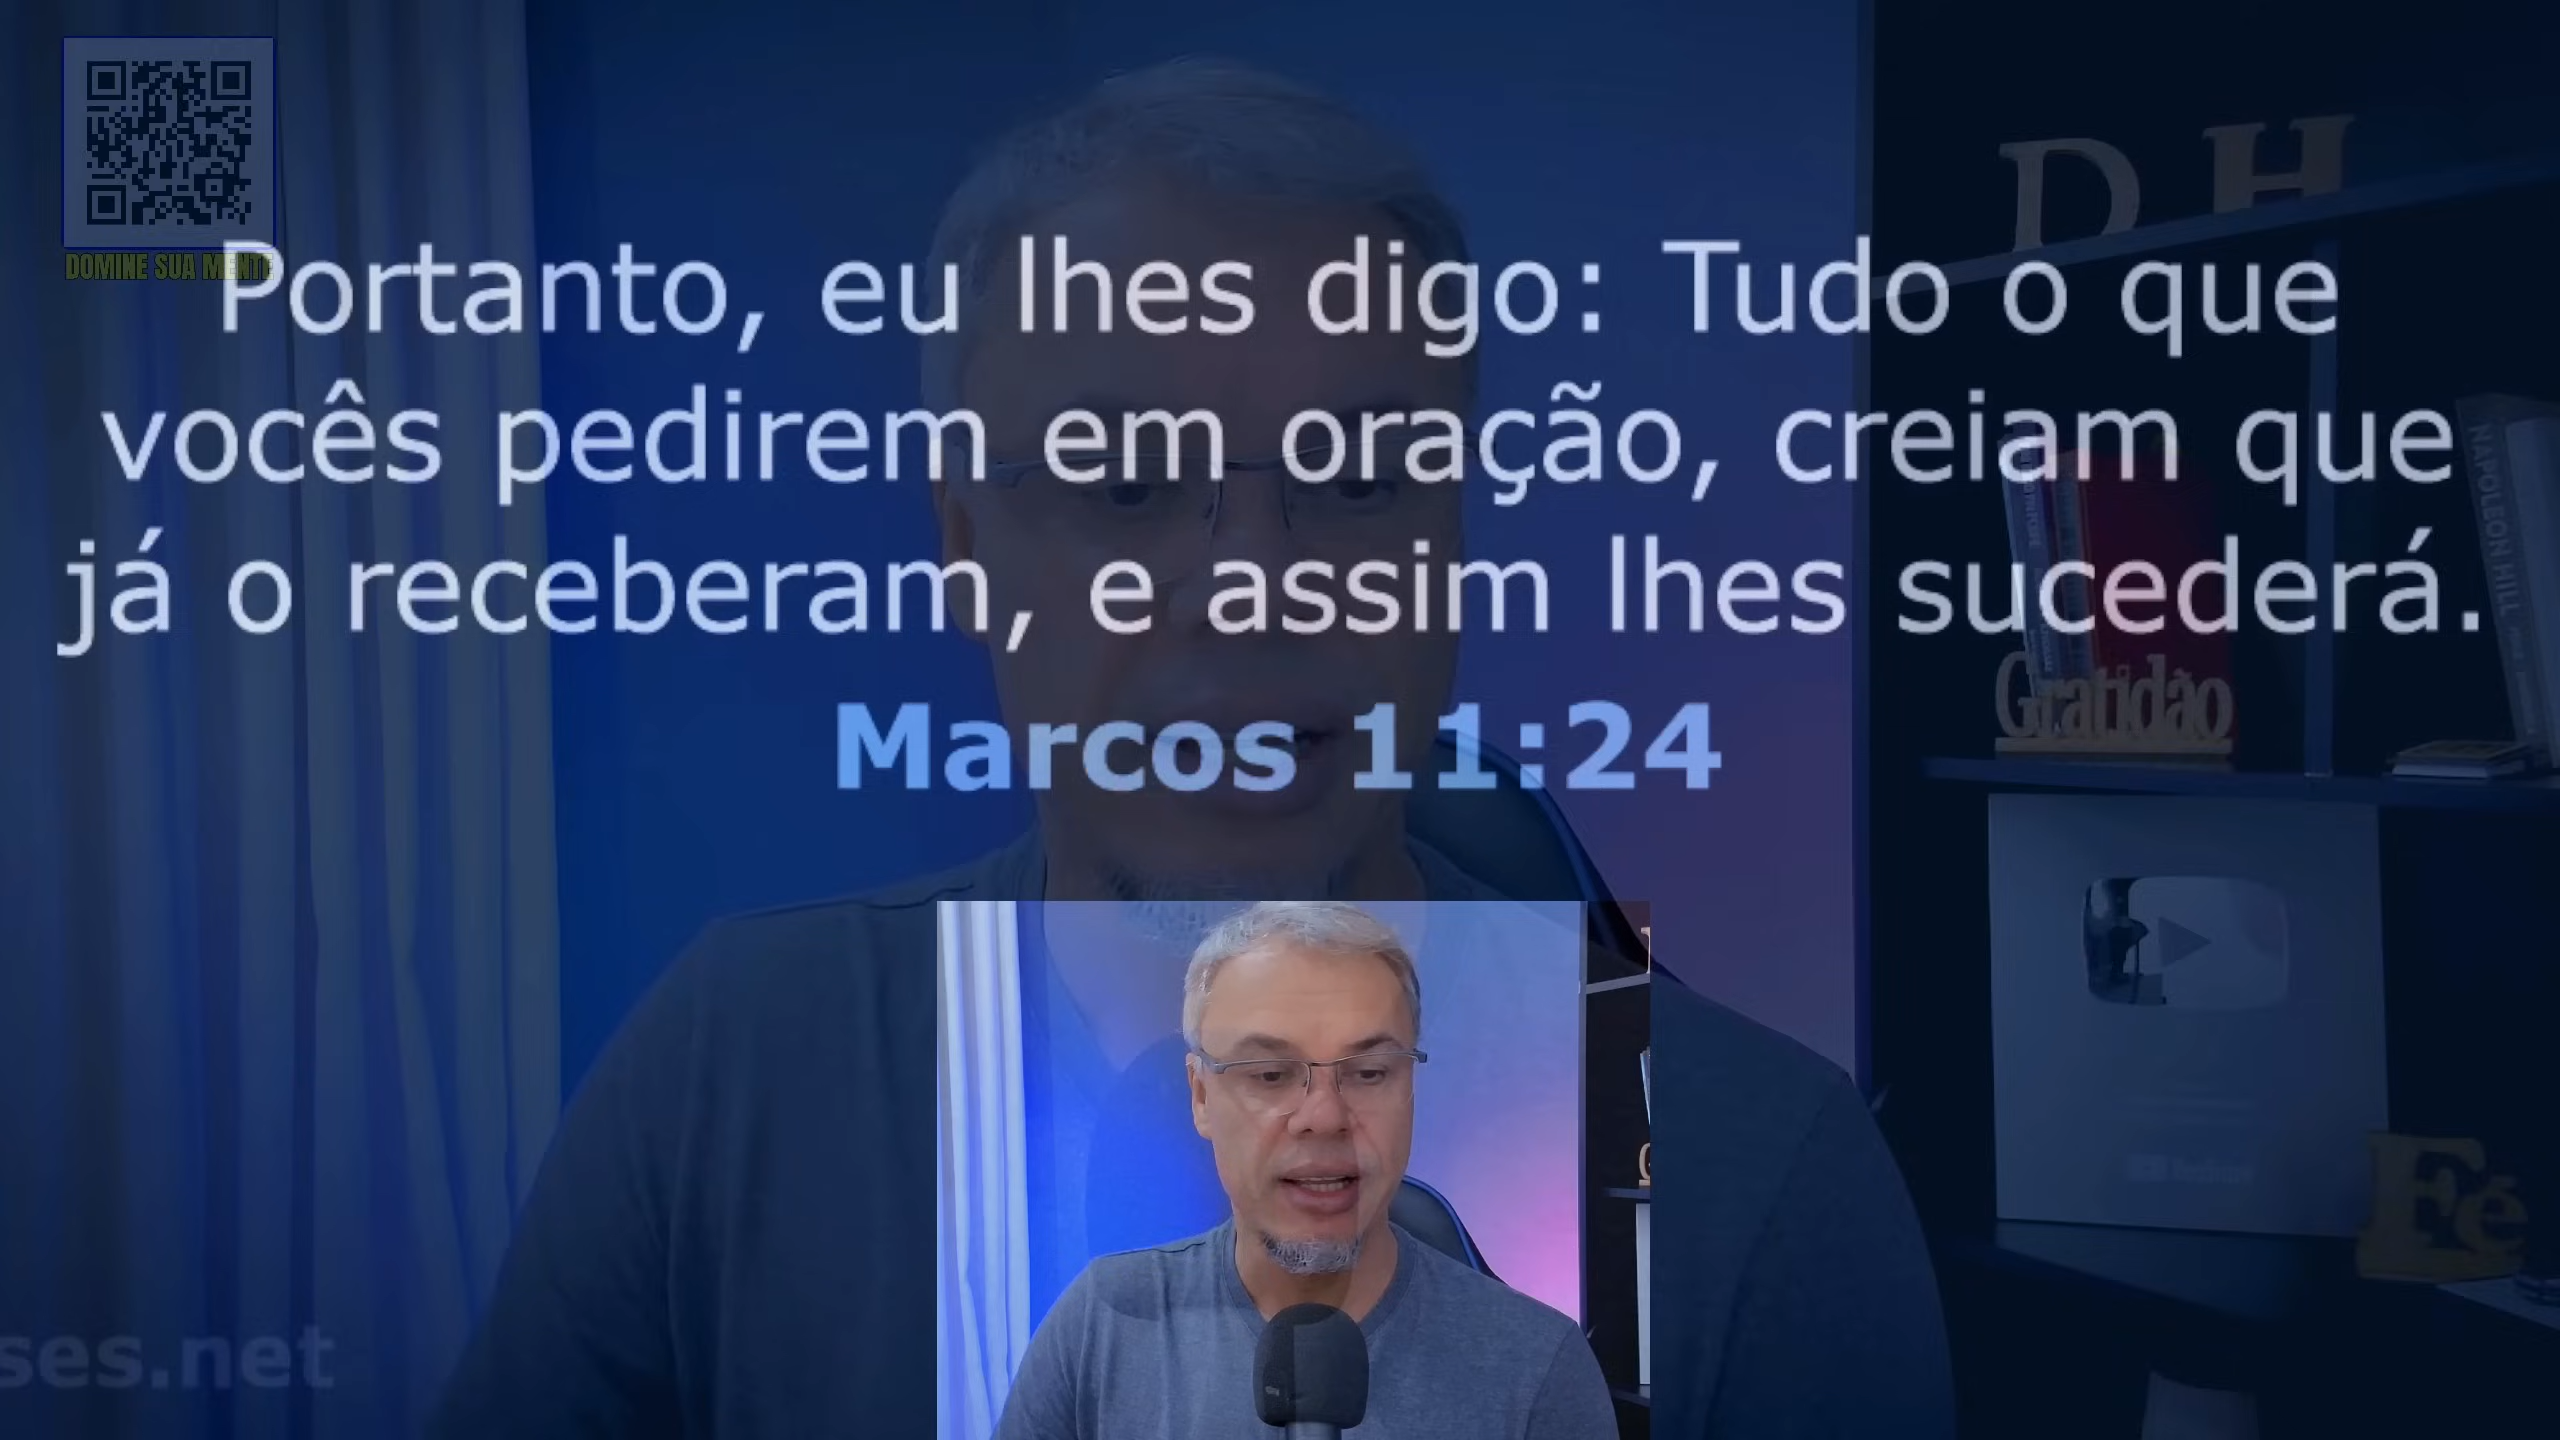 DOMINE SUA MENTE
D H
Portanto, eu lhes digo: Tudo o que
vocês pedirem em oração, creiam que
já o receberam, e assim lhes sucederá.
Marcos 11:24
NAPOLEON HILL
Gratidão
Fé
ses.net